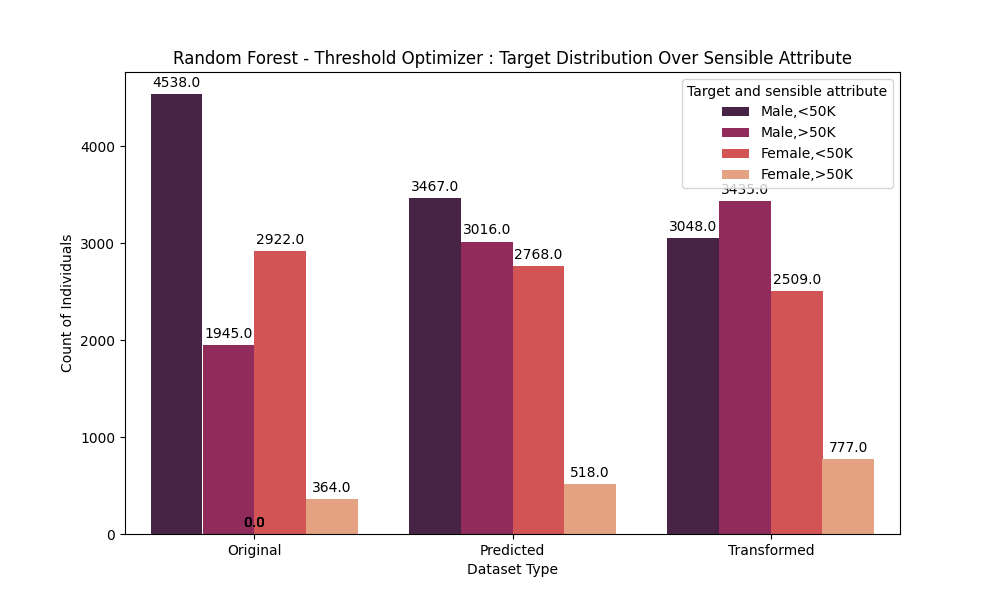 Random Forest - Threshold Optimizer : Target Distribution Over Sensible Attribute
Target and sensible attribute
Male,<50K
Male,>50K
Female,<50K
Female,>50K
Count of Individuals
4000
3000
2000
1000
0
4538.0
1945.0
2922.0
364.0
0.0
3467.0
3016.0
2768.0
518.0
3048.0
3435.0
2509.0
777.0
Original
Predicted
Transformed
Dataset Type